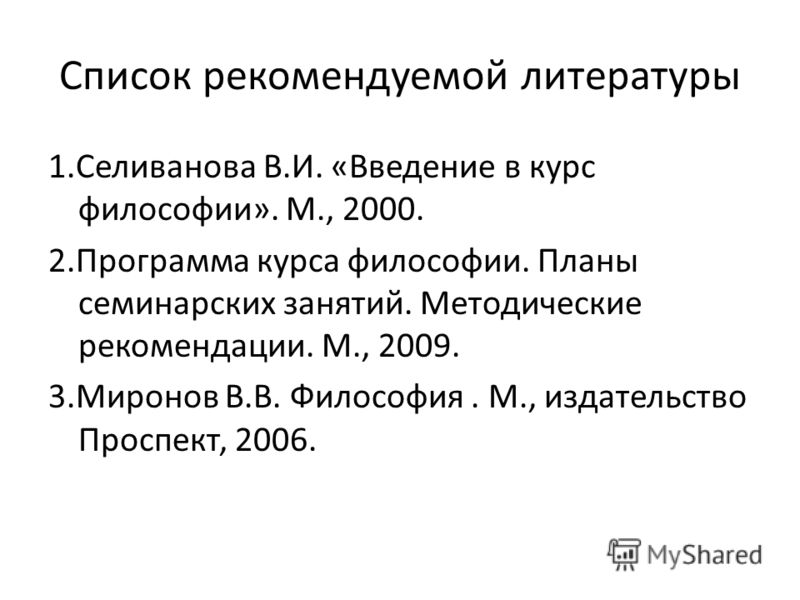 Список рекомендуемой литературы
1.Селиванова В.И. «Введение в курс
философии». М., 2000.
2.Программа курса философии. Планы
семинарских занятий. Методические
рекомендации. М., 2009.
3.Миронов В.В. Философия . М., издательство
Проспект, 2006.
MyShared